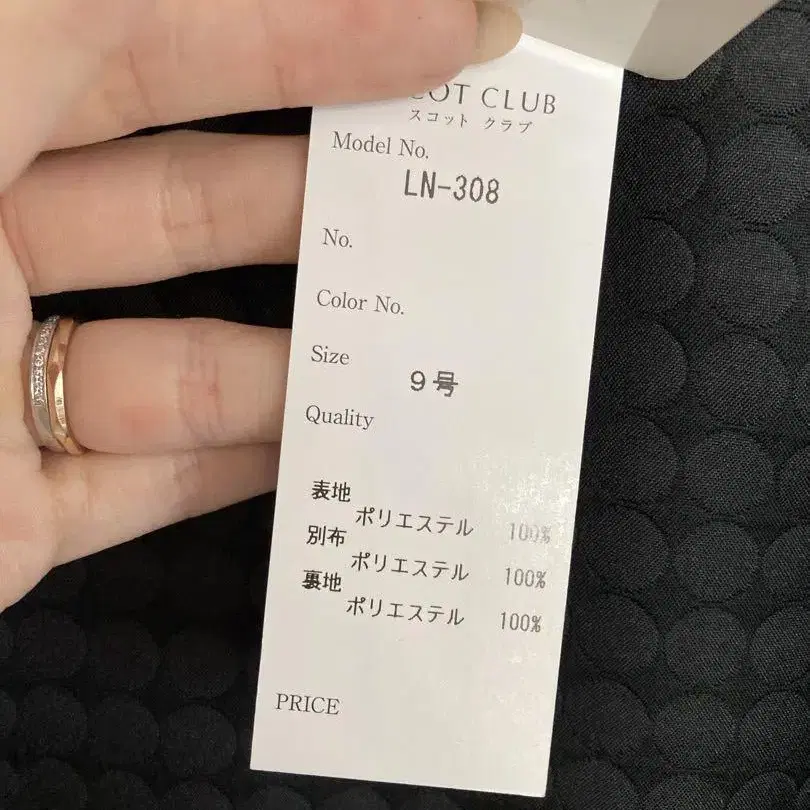 COT CLUB
スコット クラブ
Model No.
LN-308
No.
Color No.
Size
9号
Quality
表地
ポリエステル 100%
別布
ポリエステル 100%
裏地
ポリエステル 100%
PRICE